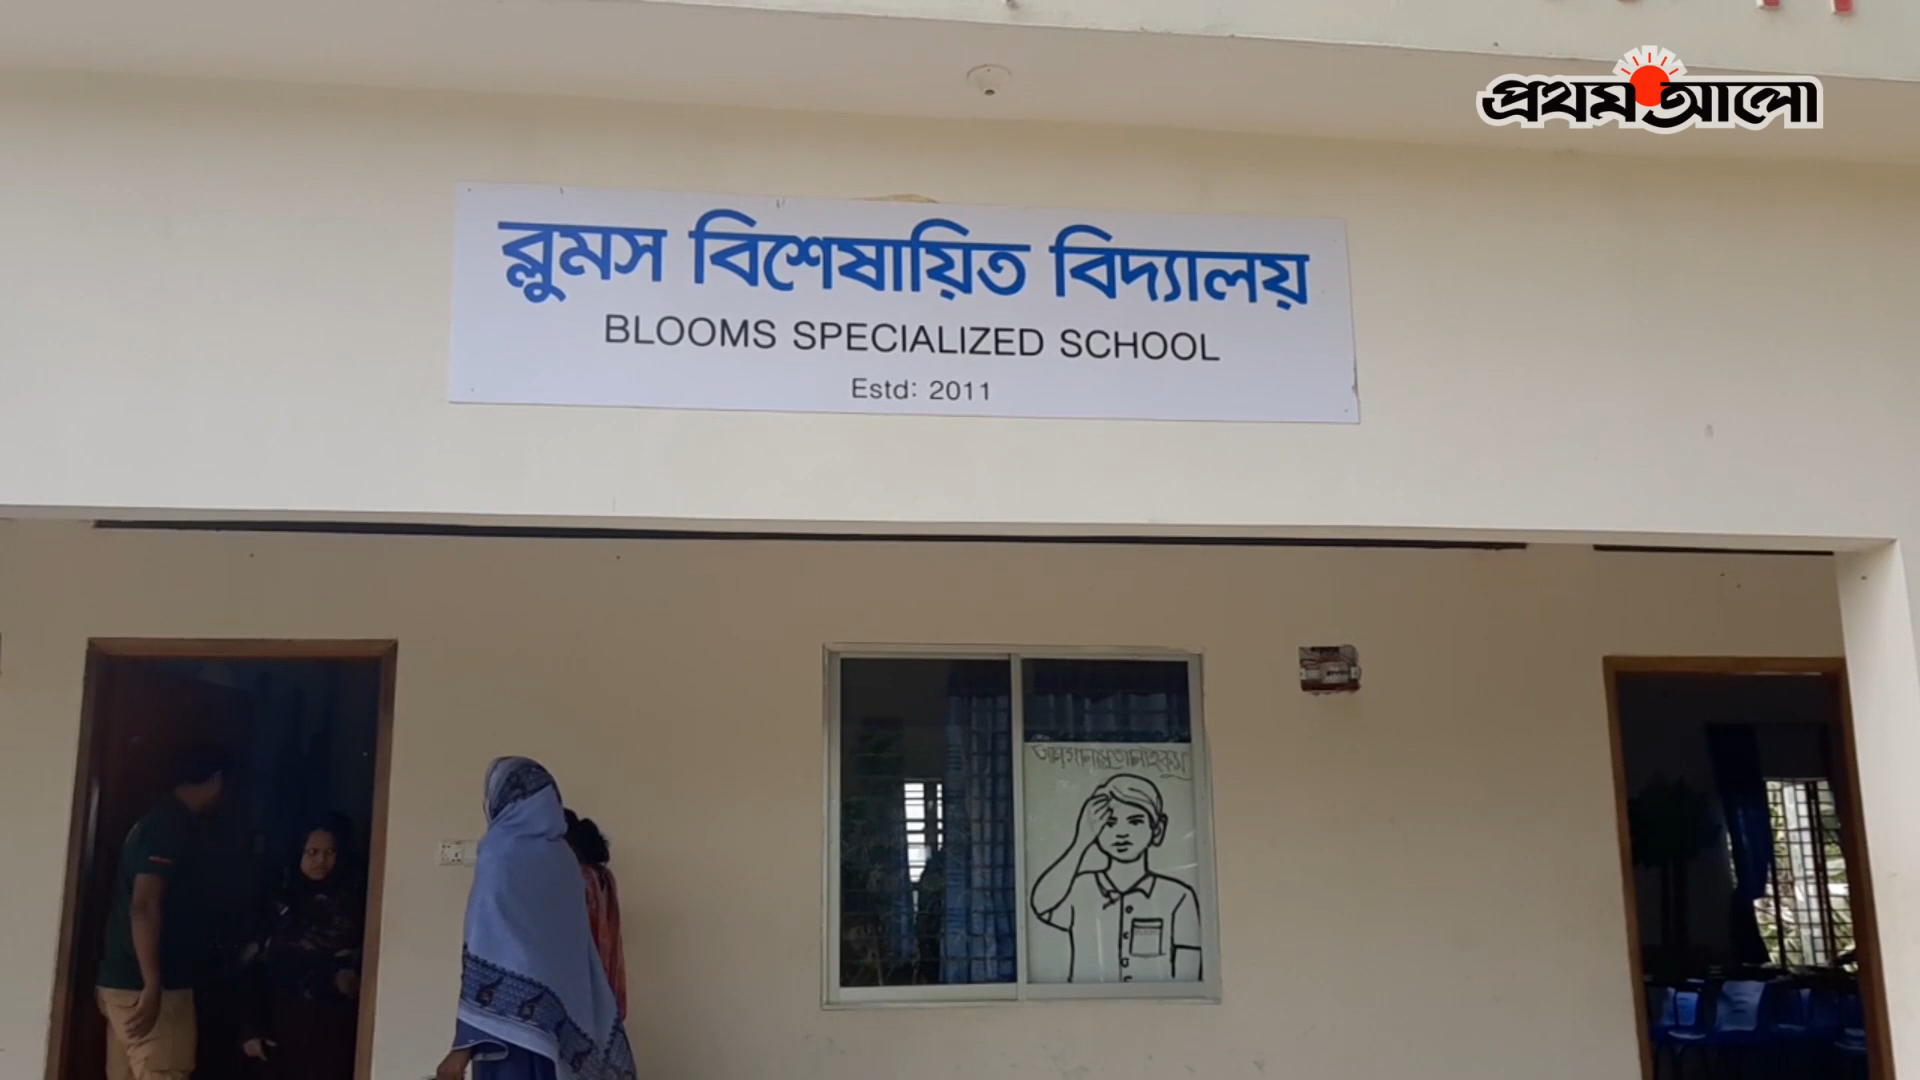 প্রথম আলো
ব্লুমস বিশেষায়িত বিদ্যালয়
BLOOMS SPECIALIZED SCHOOL
Estd: 2011